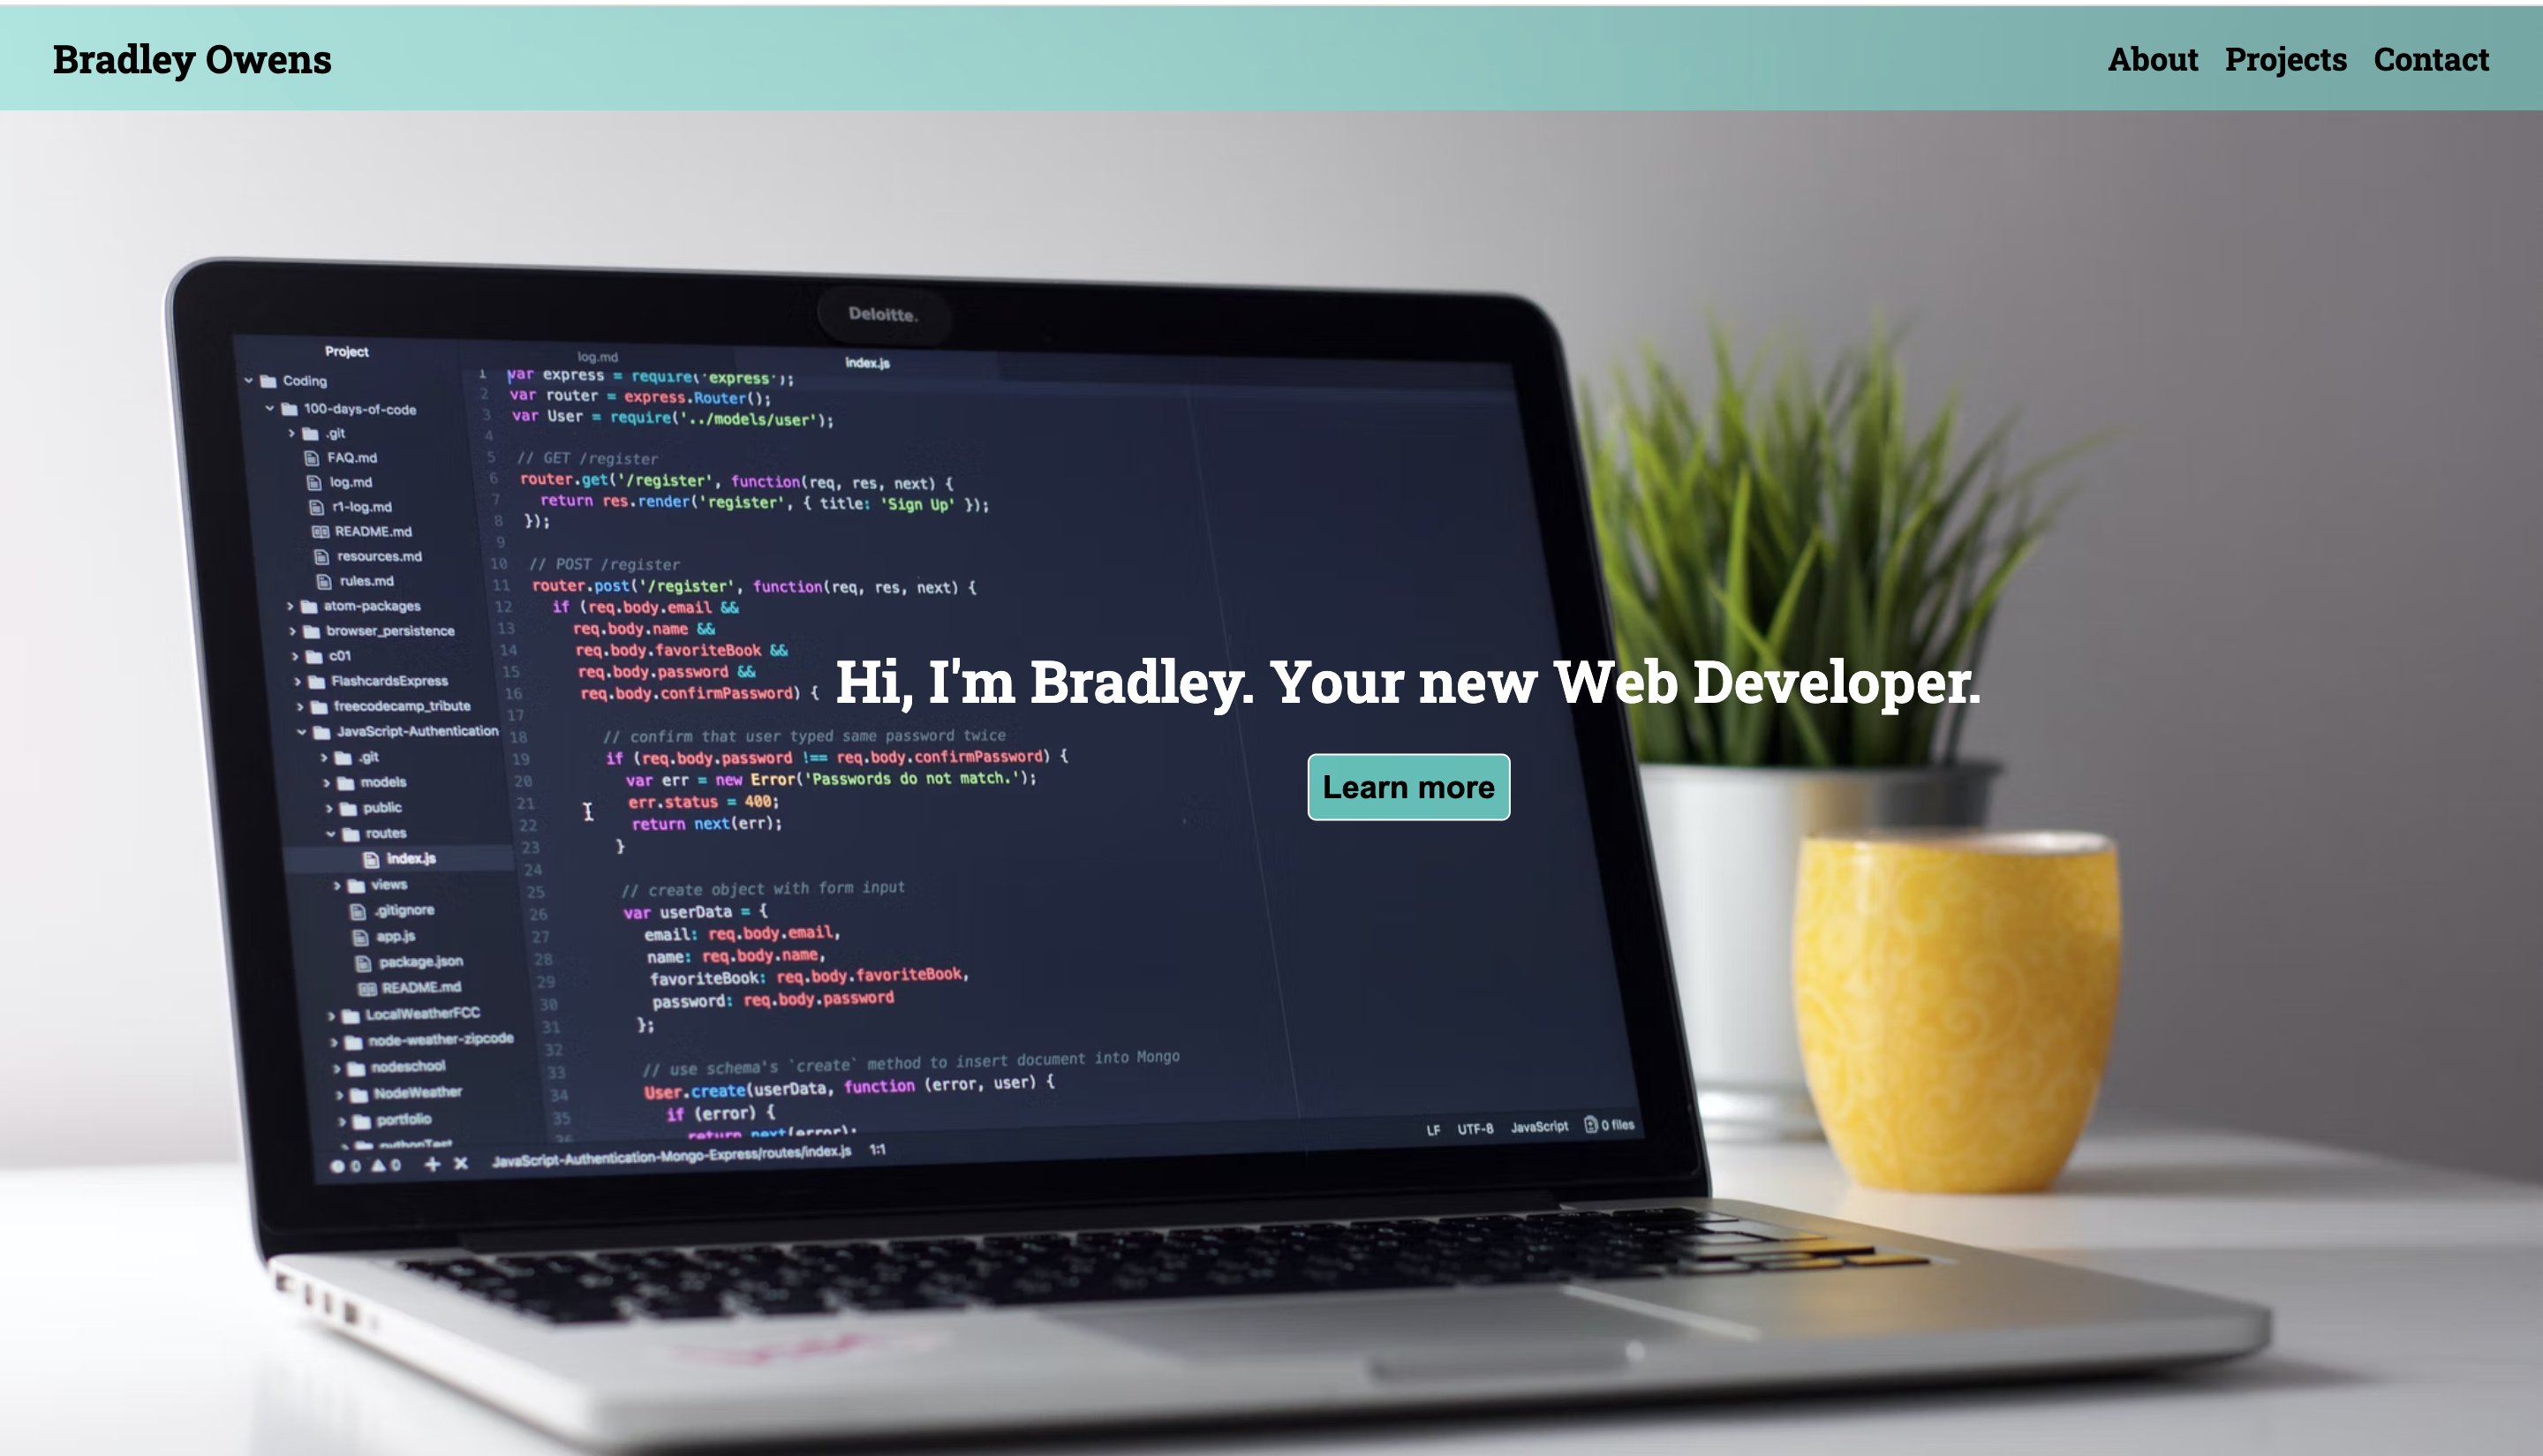 Bradley Owens
About Projects Contact
Deloitte.
Project
log.md
index.js
Coding
100-days-of-code
.git
FAQ.md
log.md
r1-log.md
README.md
resources.md
rules.md
atom-packages
browser_persistence
c01
FlashcardsExpress
freecodecamp_tribute
JavaScript-Authentication
.git
models
public
routes
index.js
views
.gitignore
app.js
package.json
README.md
LocalWeatherFCC
node-weather-zipcode
nodeschool
NodeWeather
portfolio
pythonTest
1 var express = require('express');
2 var router = express.Router();
3 var User = require('../models/user');
4
5 // GET /register
6 router.get('/register', function(req, res, next) {
7 return res.render('register', { title: 'Sign Up' });
8 });
9
10 // POST /register
11 router.post('/register', function(req, res, next) {
12 if (req.body.email &&
13 req.body.name &&
14 req.body.favoriteBook &&
15 req.body.password &&
16 req.body.confirmPassword) {
17
18 // confirm that user typed same password twice
19 if (req.body.password !== req.body.confirmPassword) {
20 var err = new Error('Passwords do not match.');
21 err.status = 400;
22 return next(err);
23 }
24
25 // create object with form input
26 var userData = {
27 email: req.body.email,
28 name: req.body.name,
29 favoriteBook: req.body.favoriteBook,
30 password: req.body.password
31 };
32
33 // use schema's `create` method to insert document into Mongo
34 User.create(userData, function (error, user) {
35 if (error) {
36 return next(error);
0 0 JavaScript-Authentication-Mongo-Express/routes/index.js 1:1
LF UTF-8 JavaScript 0 files
Hi, I'm Bradley. Your new Web Developer.
Learn more